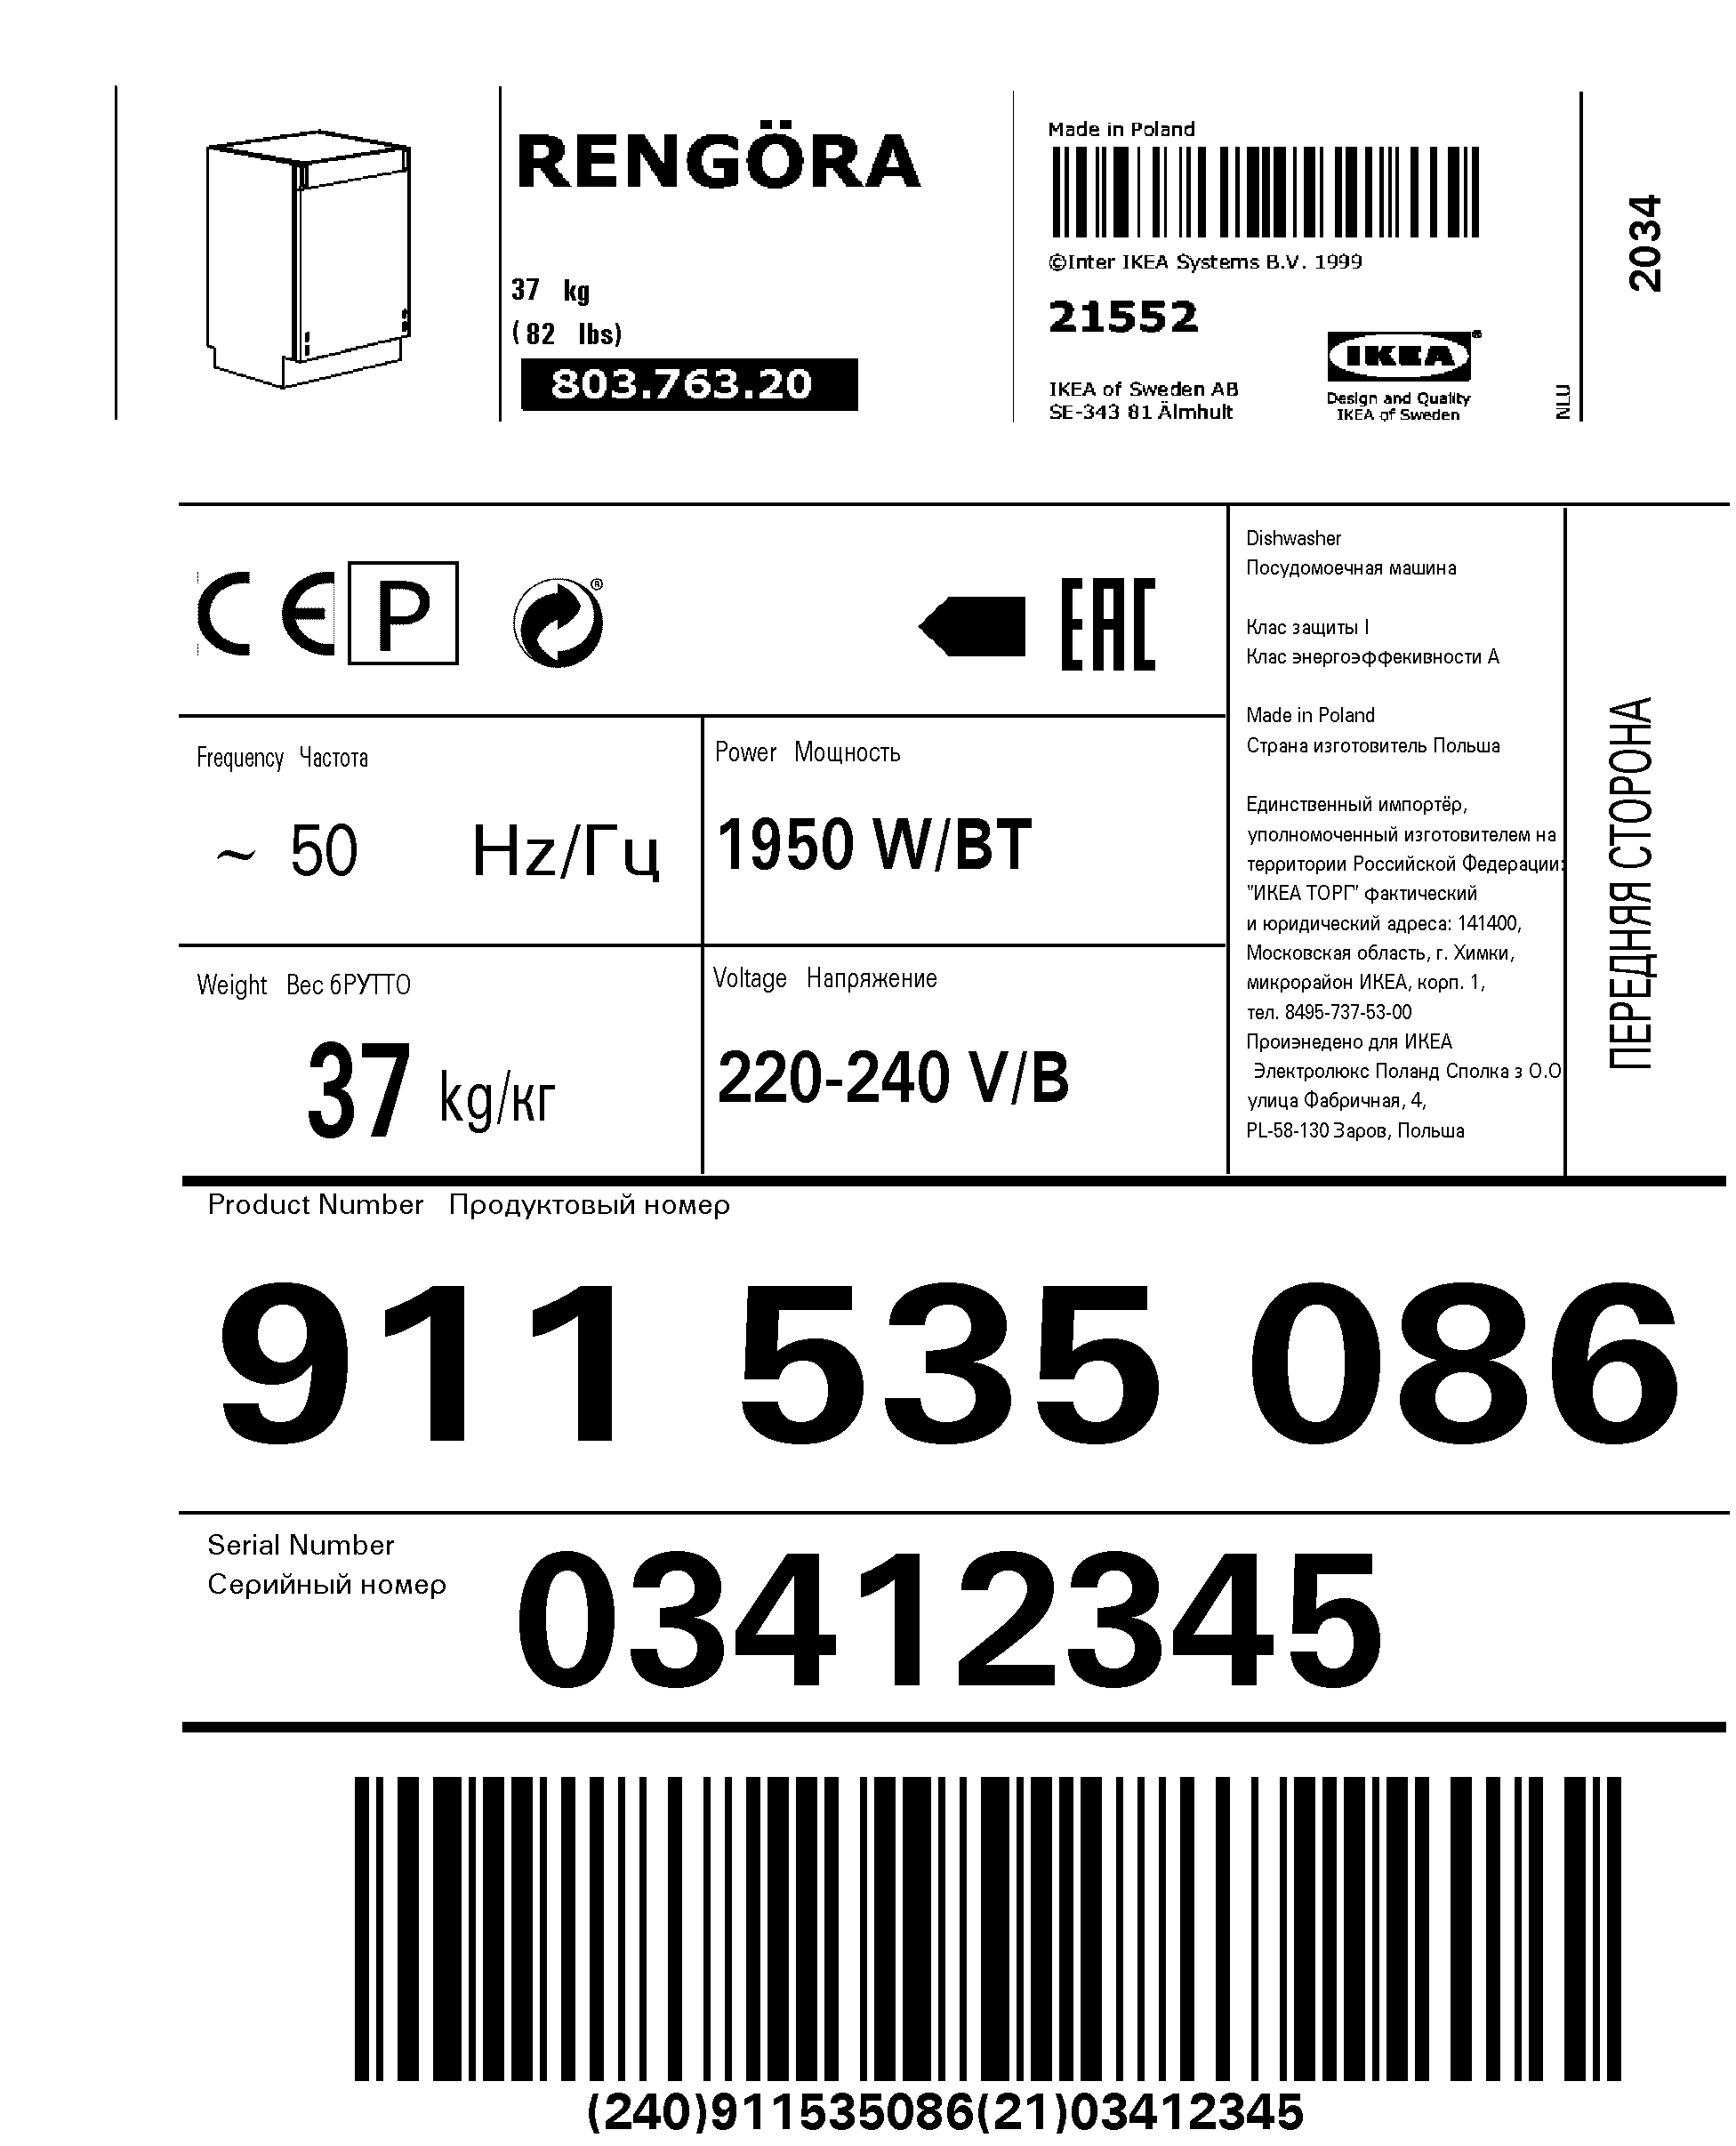 RENGÖRA
37 kg
(82 lbs)
803.763.20
Made in Poland
©Inter IKEA Systems B.V. 1999
21552
IKEA of Sweden AB
SE-343 81 Älmhult
IKEA®
Design and Quality
IKEA of Sweden
NLU
2034
CE P
®
EAC
Frequency Частота
~ 50 Hz/Гц
Power Мощность
1950 W/ВТ
Weight Вес бРУТТО
37 kg/кг
Voltage Напряжение
220-240 V/В
Dishwasher
Посудомоечная машина
Клас защиты I
Клас энергоэффекивности А
Made in Poland
Страна изготовитель Польша
Единственный импортёр,
уполномоченный изготовителем на
территории Российской Федерации:
"ИКЕА ТОРГ" фактический
и юридический адреса: 141400,
Московская область, г. Химки,
микрорайон ИКЕА, корп. 1,
тел. 8495-737-53-00
Проиэнедено для ИКЕА
Электролюкс Поланд Сполка з О.О
улица Фабричная, 4,
PL-58-130 Заров, Польша
ПЕРЕДНЯЯ СТОРОНА
Product Number Продуктовый номер
911 535 086
Serial Number
Серийный номер
03412345
(240)911535086(21)03412345